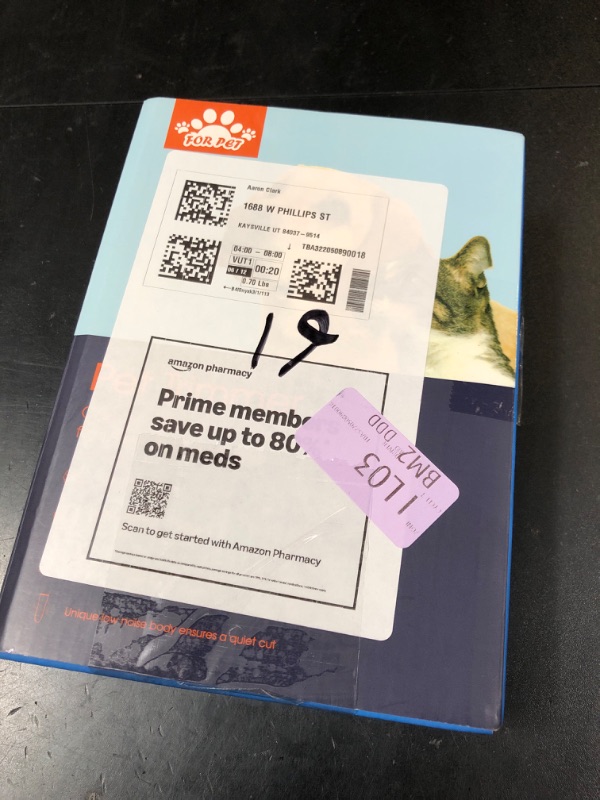 FOR PET
Aaron Clark
1688 W PHILLIPS ST
KAYSVILLE UT 84037-9514
TBA322050890018
04:00 - 08:00
VUT1
00:20
0.70 Lbs
19
amazon pharmacy
Prime
save up to 80%
on meds
Scan to get started with Amazon Pharmacy
1L03
BM2 DDD
Unique low noise body ensures a quiet cut